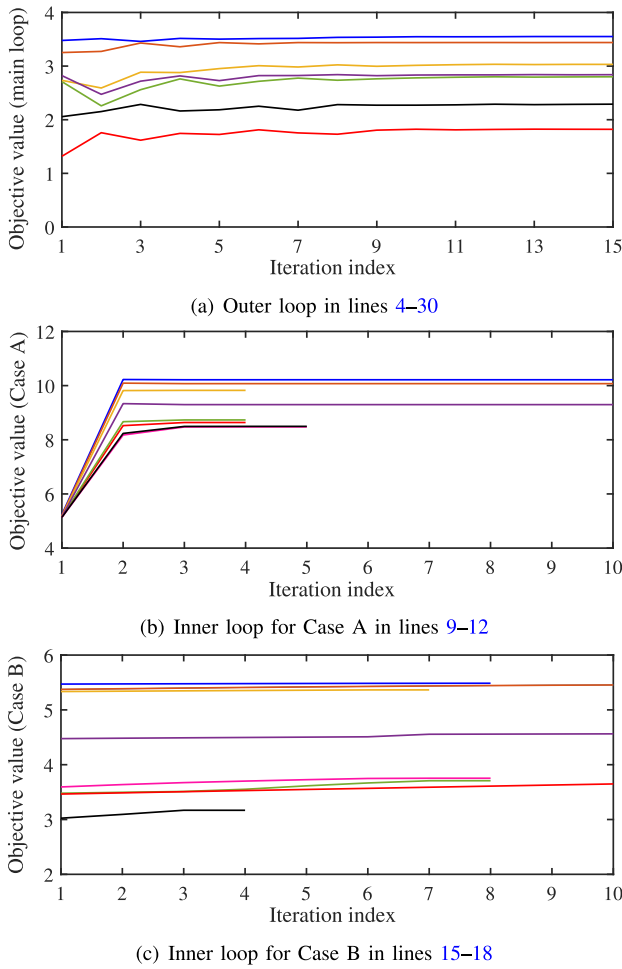 4
3
2
1
0
Objective value (main loop)
1 3 5 7 9 11 13 15
Iteration index
(a) Outer loop in lines 4–30
12
10
8
6
4
Objective value (Case A)
1 2 3 4 5 6 7 8 9 10
Iteration index
(b) Inner loop for Case A in lines 9–12
6
5
4
3
2
Objective value (Case B)
1 2 3 4 5 6 7 8 9 10
Iteration index
(c) Inner loop for Case B in lines 15–18